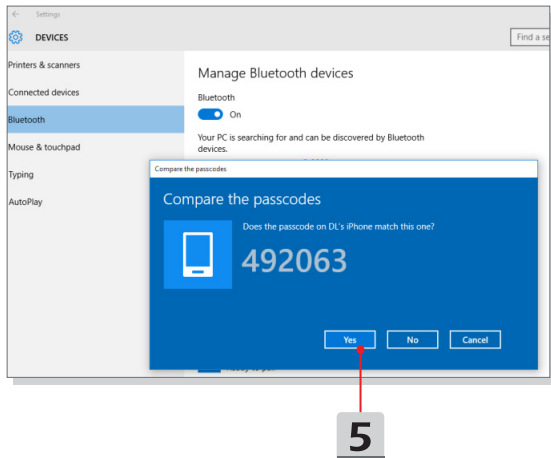 ← Settings
DEVICES
Find a se
Printers & scanners
Connected devices
Bluetooth
Mouse & touchpad
Typing
AutoPlay
Manage Bluetooth devices
Bluetooth
On
Your PC is searching for and can be discovered by Bluetooth
devices.
Compare the passcodes
Compare the passcodes
Does the passcode on DL's iPhone match this one?
492063
Yes No Cancel
5